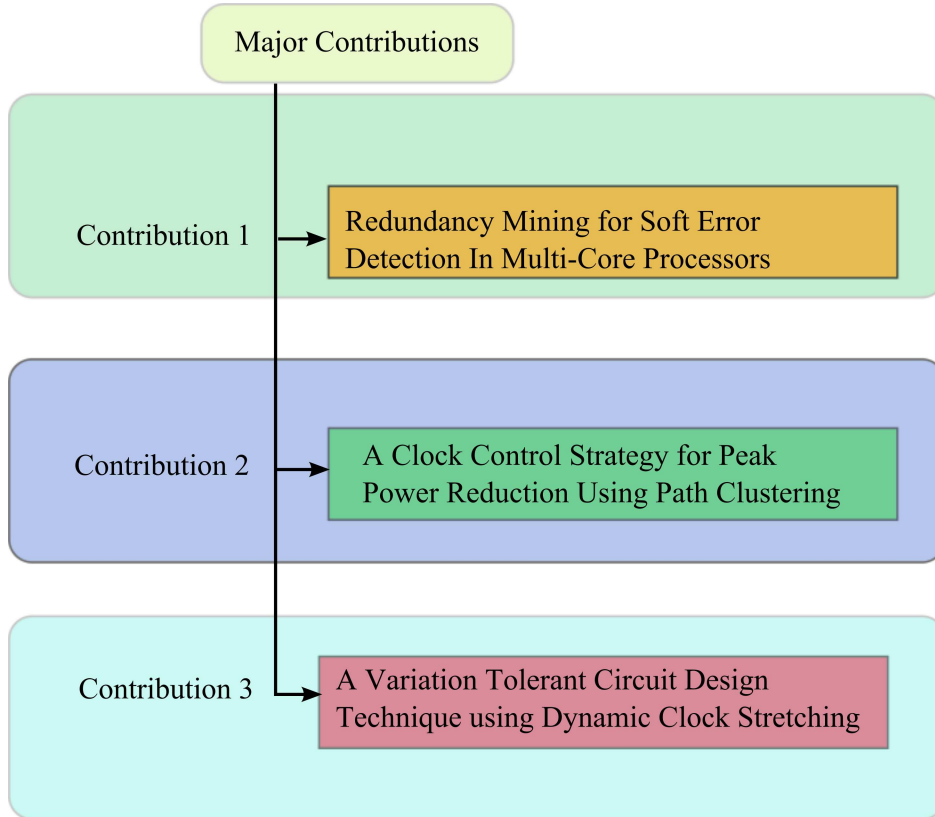 Major Contributions
Contribution 1
Redundancy Mining for Soft Error
Detection In Multi-Core Processors
Contribution 2
A Clock Control Strategy for Peak
Power Reduction Using Path Clustering
Contribution 3
A Variation Tolerant Circuit Design
Technique using Dynamic Clock Stretching